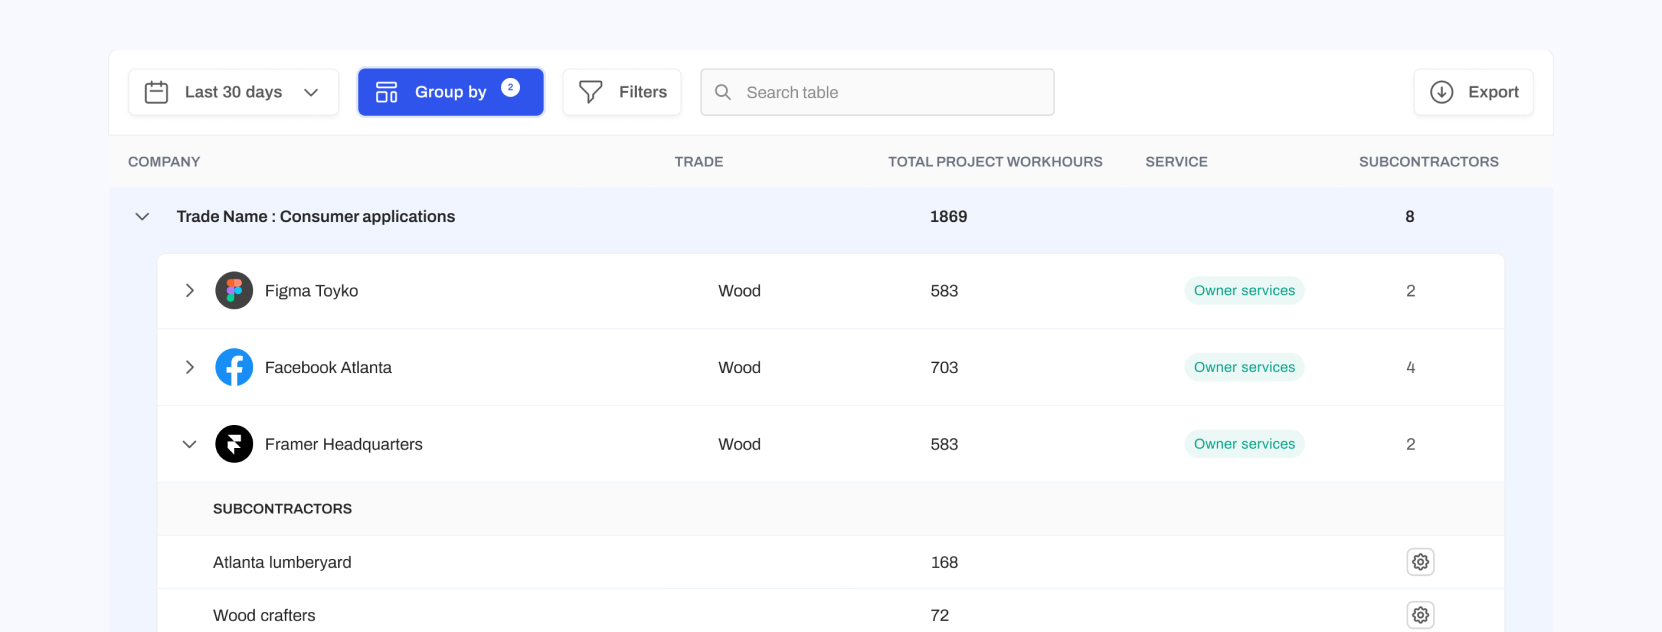 Last 30 days Group by 2 Filters Search table Export
COMPANY TRADE TOTAL PROJECT WORKHOURS SERVICE SUBCONTRACTORS
Trade Name : Consumer applications 1869 8
Figma Toyko Wood 583 Owner services 2
Facebook Atlanta Wood 703 Owner services 4
Framer Headquarters Wood 583 Owner services 2
SUBCONTRACTORS
Atlanta lumberyard 168
Wood crafters 72